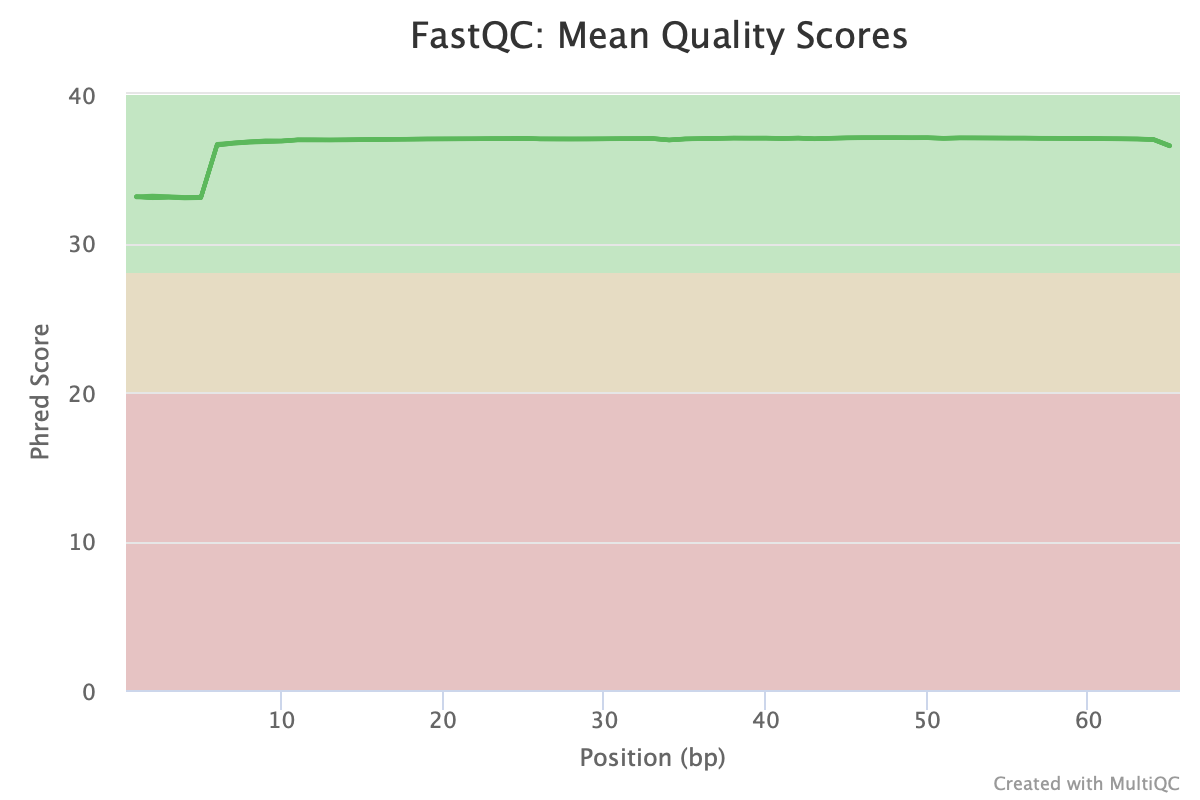 FastQC: Mean Quality Scores
40
30
20
10
0
Phred Score
10 20 30 40 50 60
Position (bp)
Created with MultiQC